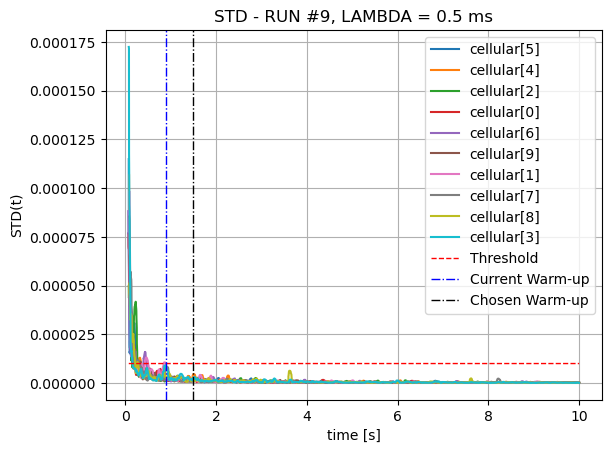 STD - RUN #9, LAMBDA = 0.5 ms
STD(t)
0.000175
0.000150
0.000125
0.000100
0.000075
0.000050
0.000025
0.000000
cellular[5]
cellular[4]
cellular[2]
cellular[0]
cellular[6]
cellular[9]
cellular[1]
cellular[7]
cellular[8]
cellular[3]
Threshold
Current Warm-up
Chosen Warm-up
0 2 4 6 8 10
time [s]